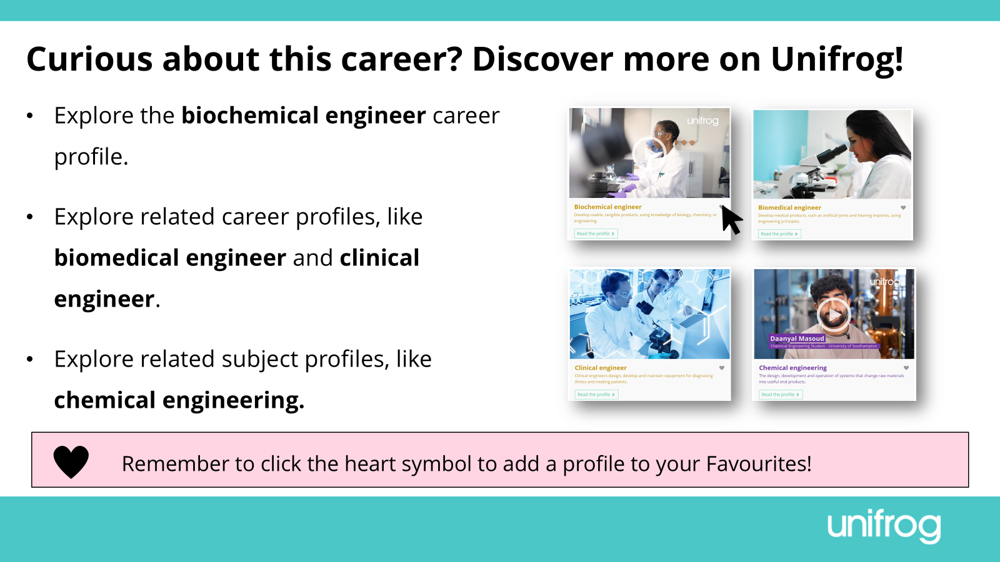 Curious about this career? Discover more on Unifrog!
• Explore the biochemical engineer career
profile.
• Explore related career profiles, like
biomedical engineer and clinical
engineer.
• Explore related subject profiles, like
chemical engineering.
unifrog
Biochemical engineer
Develop usable, tangible products, using knowledge of biology, chemistry, or
engineering.
Read the profile
Biomedical engineer
Develop medical products, such as artificial joints and hearing implants, using
engineering principles.
Read the profile
Clinical engineer
Clinical engineers design, develop and maintain equipment for diagnosing
illness and treating patients.
Read the profile
unifrog
Daanyal Masoud
Chemical Engineering Student - University of Southampton
Chemical engineering
The design, development and operation of systems that change raw materials
into useful end products.
Read the profile
Remember to click the heart symbol to add a profile to your Favourites!
unifrog